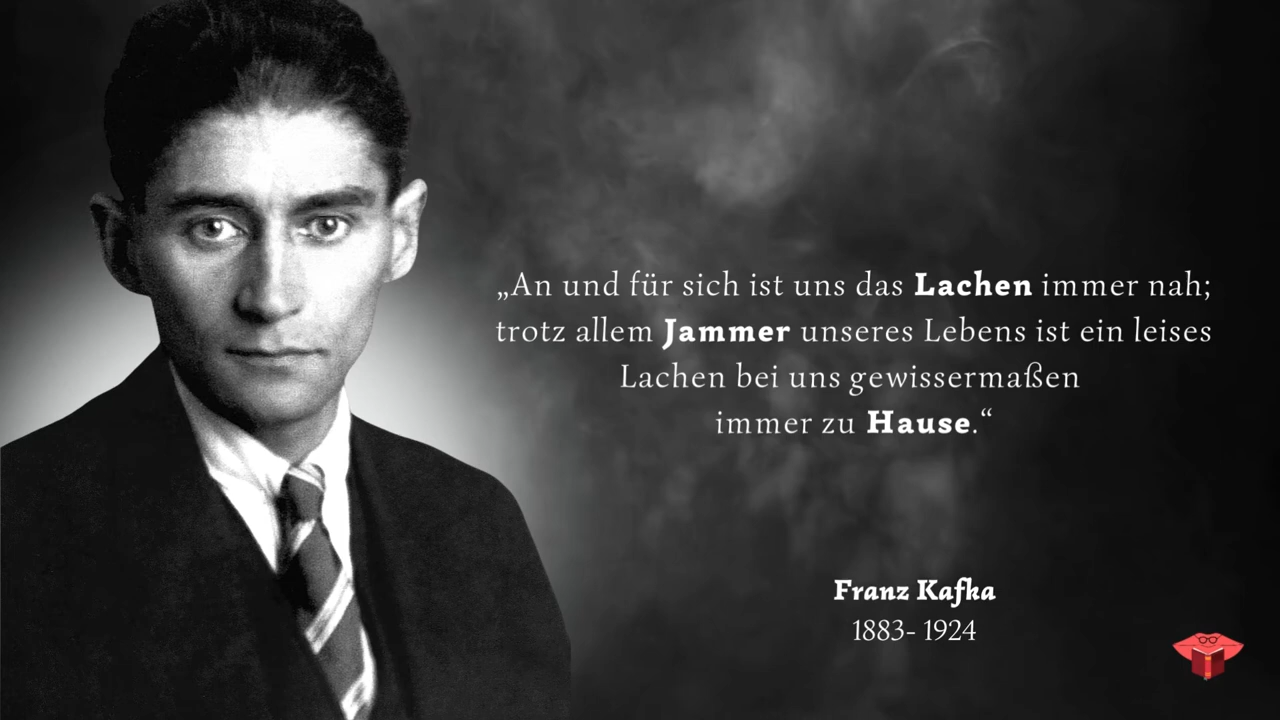 „An und für sich ist uns das Lachen immer nah;
trotz allem Jammer unseres Lebens ist ein leises
Lachen bei uns gewissermaßen
immer zu Hause.“
Franz Kafka
1883- 1924